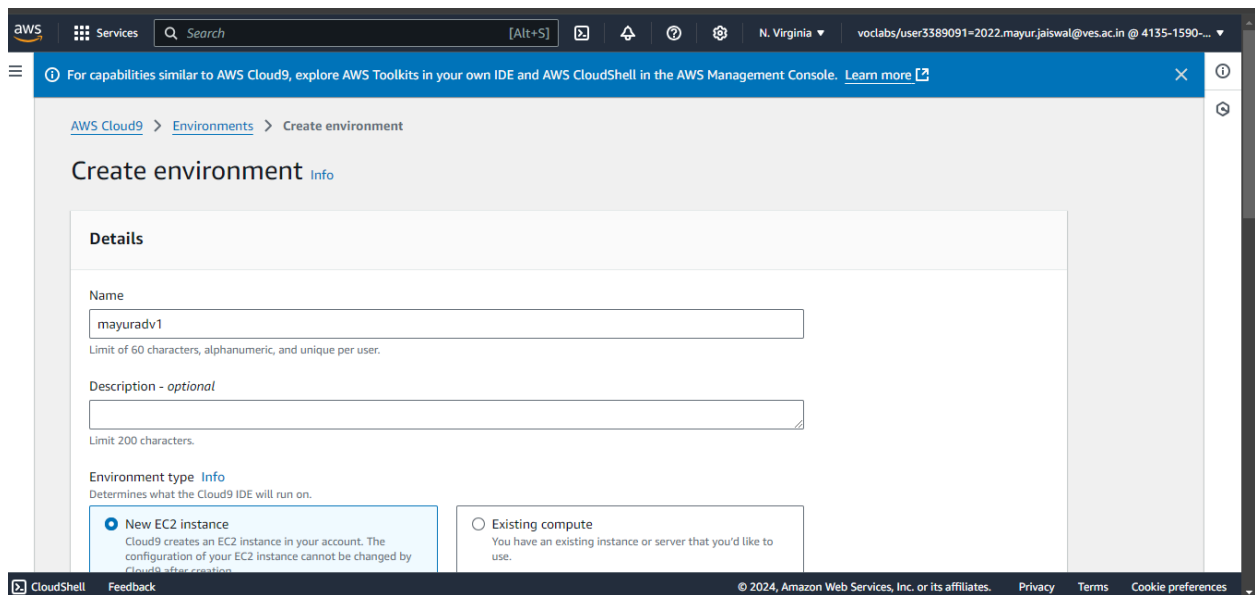 aws Services Search [Alt+S] N. Virginia voclabs/user3389091=2022.mayur.jaiswal@ves.ac.in @ 4135-1590-...
For capabilities similar to AWS Cloud9, explore AWS Toolkits in your own IDE and AWS CloudShell in the AWS Management Console. Learn more
AWS Cloud9 > Environments > Create environment
Create environment Info
Details
Name
mayuradv1
Limit of 60 characters, alphanumeric, and unique per user.
Description - optional
Limit 200 characters.
Environment type Info
Determines what the Cloud9 IDE will run on.
New EC2 instance
Cloud9 creates an EC2 instance in your account. The
configuration of your EC2 instance cannot be changed by
Cloud9 after creation.
Existing compute
You have an existing instance or server that you'd like to
use.
CloudShell Feedback © 2024, Amazon Web Services, Inc. or its affiliates. Privacy Terms Cookie preferences